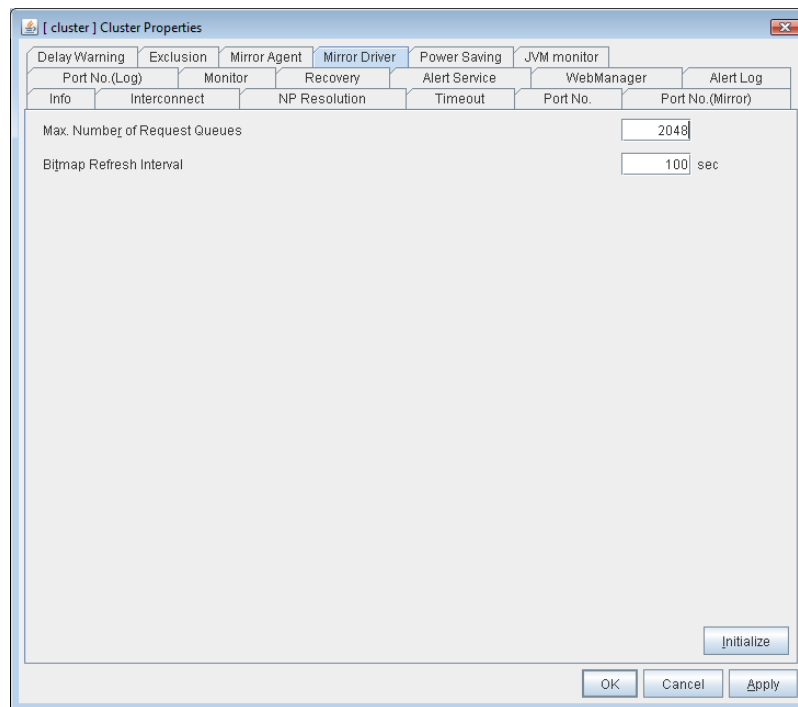 [ cluster ] Cluster Properties
Delay Warning Exclusion Mirror Agent Mirror Driver Power Saving JVM monitor
Port No.(Log) Monitor Recovery Alert Service WebManager Alert Log
Info Interconnect NP Resolution Timeout Port No. Port No.(Mirror)
Max. Number of Request Queues 2048
Bitmap Refresh Interval 100 sec
Initialize
OK Cancel Apply